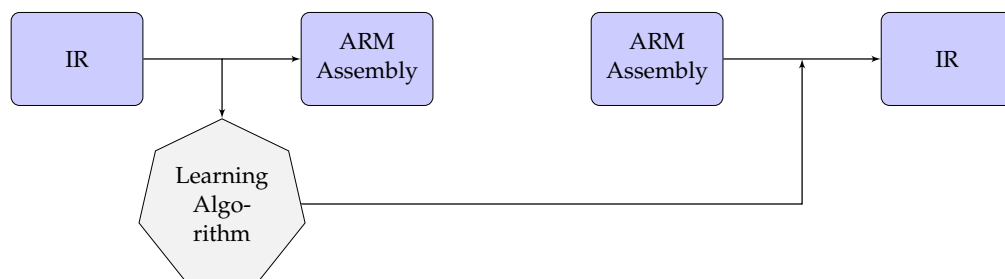 IR
ARM
Assembly
ARM
Assembly
IR
Learning
Algo-
rithm